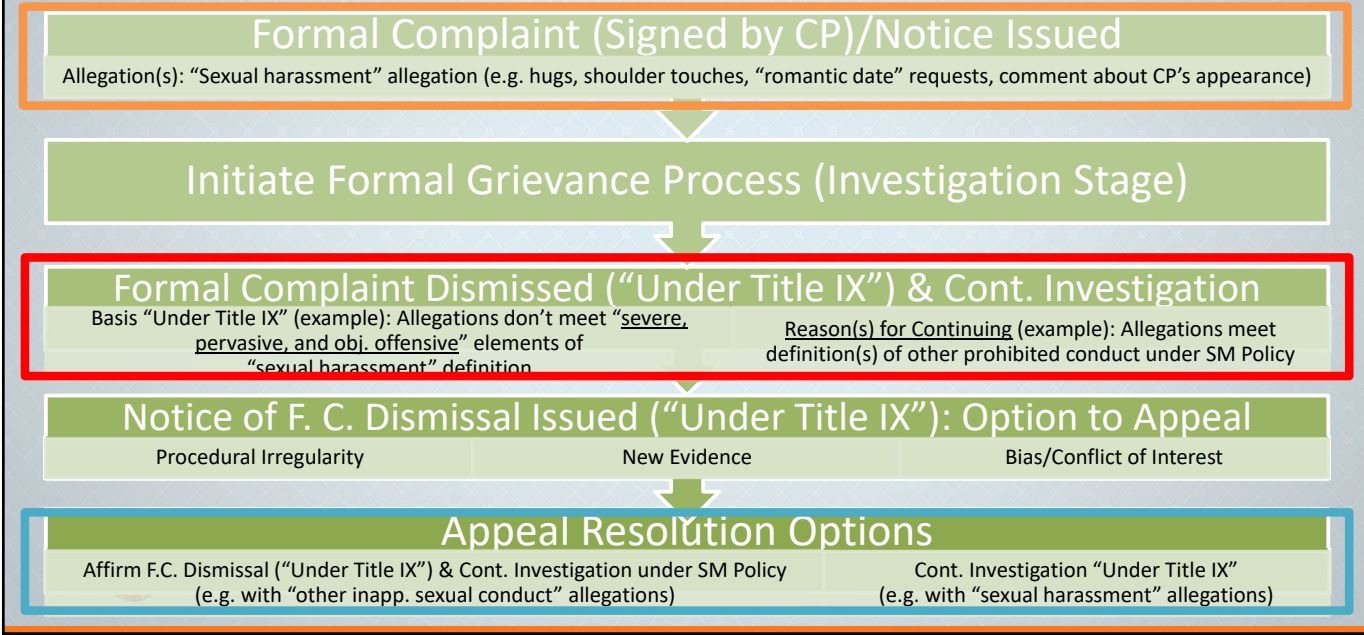 Formal Complaint (Signed by CP)/Notice Issued
Allegation(s): “Sexual harassment” allegation (e.g. hugs, shoulder touches, “romantic date” requests, comment about CP’s appearance)
Initiate Formal Grievance Process (Investigation Stage)
Formal Complaint Dismissed (“Under Title IX”) & Cont. Investigation
Basis “Under Title IX” (example): Allegations don’t meet “severe,
pervasive, and obj. offensive” elements of
“sexual harassment” definition
Reason(s) for Continuing (example): Allegations meet
definition(s) of other prohibited conduct under SM Policy
Notice of F. C. Dismissal Issued (“Under Title IX”): Option to Appeal
Procedural Irregularity
New Evidence
Bias/Conflict of Interest
Appeal Resolution Options
Affirm F.C. Dismissal (“Under Title IX”) & Cont. Investigation under SM Policy
(e.g. with “other inapp. sexual conduct” allegations)
Cont. Investigation “Under Title IX”
(e.g. with “sexual harassment” allegations)